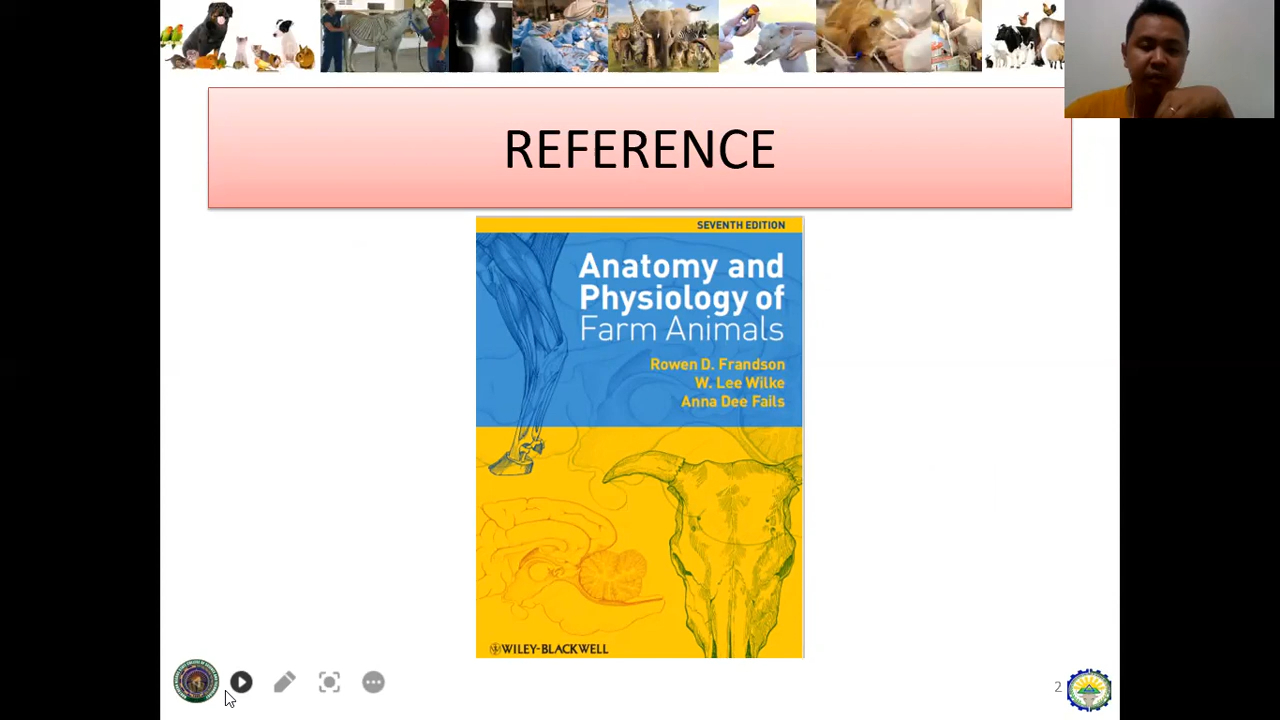 REFERENCE
SEVENTH EDITION
Anatomy and
Physiology of
Farm Animals
Rowen D. Frandson
W. Lee Wilke
Anna Dee Fails
WILEY-BLACKWELL
2